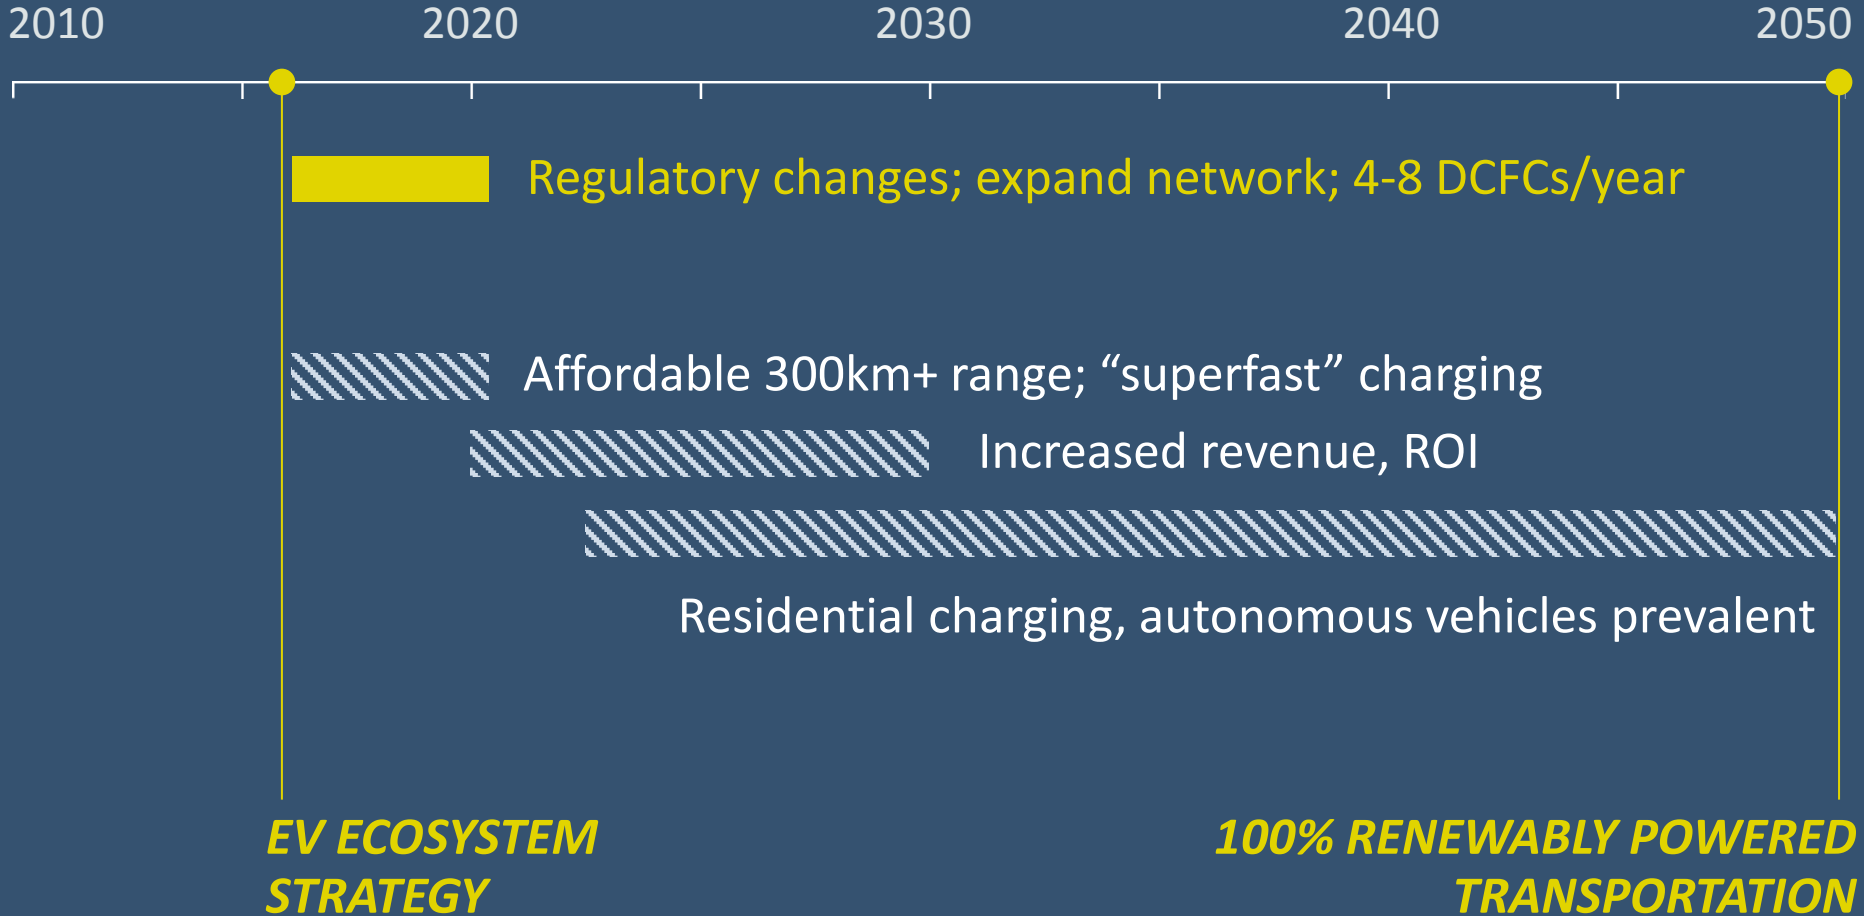 2010 2020 2030 2040 2050
Regulatory changes; expand network; 4-8 DCFCs/year
Affordable 300km+ range; “superfast” charging
Increased revenue, ROI
Residential charging, autonomous vehicles prevalent
EV ECOSYSTEM
STRATEGY
100% RENEWABLY POWERED
TRANSPORTATION